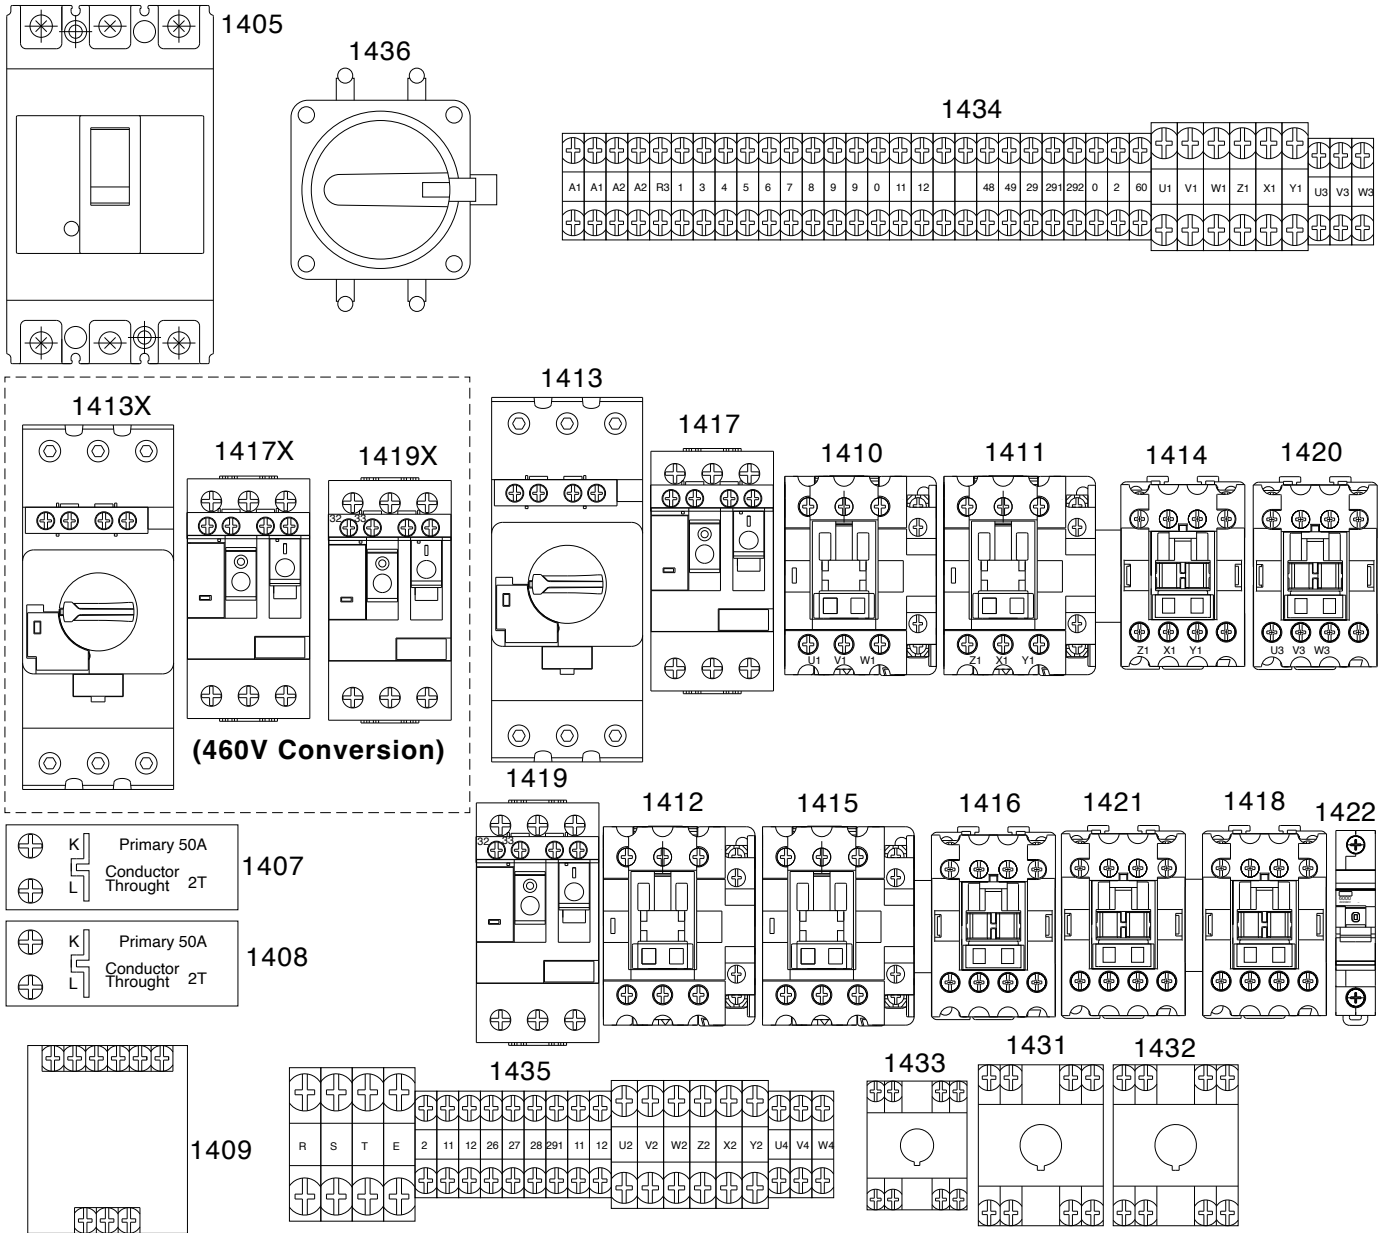 1405
1436
1434
A1 A1 A2 A2 R3 1 3 4 5 6 7 8 9 9 0 11 12 48 49 29 291 292 0 2 60 U1 V1 W1 Z1 X1 Y1 U3 V3 W3
1413X
1417X
1419X
32 33
(460V Conversion)
1413
1417
1410
U1 V1 W1
1411
Z1 X1 Y1
1414
Z1 X1 Y1
1420
U3 V3 W3
1419
32 33
1412
1415
1416
1421
1418
1422
K Primary 50A
Conductor
L Throught 2T
1407
K Primary 50A
Conductor
L Throught 2T
1408
1409
1435
R S T E 2 11 12 26 27 28 291 11 12 U2 V2 W2 Z2 X2 Y2 U4 V4 W4
1433
1431
1432